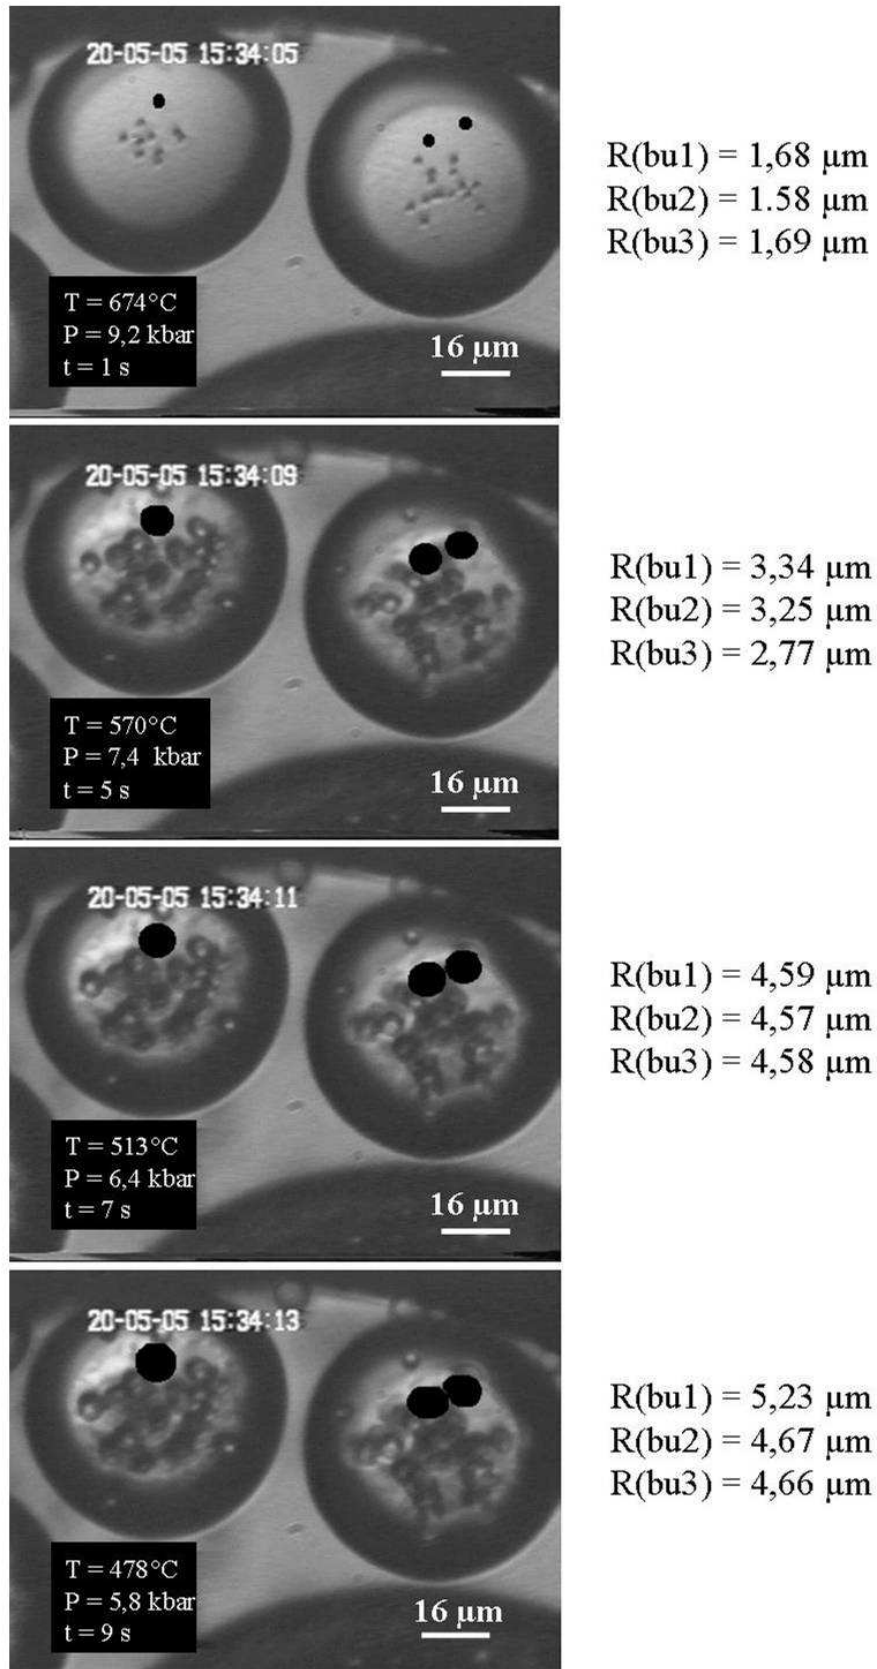 20-05-05 15:34:05
R(bu1) = 1,68 µm
R(bu2) = 1.58 µm
R(bu3) = 1,69 µm
T = 674°C
P = 9,2 kbar
t = 1 s
16 µm
20-05-05 15:34:09
R(bu1) = 3,34 µm
R(bu2) = 3,25 µm
R(bu3) = 2,77 µm
T = 570°C
P = 7,4 kbar
t = 5 s
16 µm
20-05-05 15:34:11
R(bu1) = 4,59 µm
R(bu2) = 4,57 µm
R(bu3) = 4,58 µm
T = 513°C
P = 6,4 kbar
t = 7 s
16 µm
20-05-05 15:34:13
R(bu1) = 5,23 µm
R(bu2) = 4,67 µm
R(bu3) = 4,66 µm
T = 478°C
P = 5,8 kbar
t = 9 s
16 µm